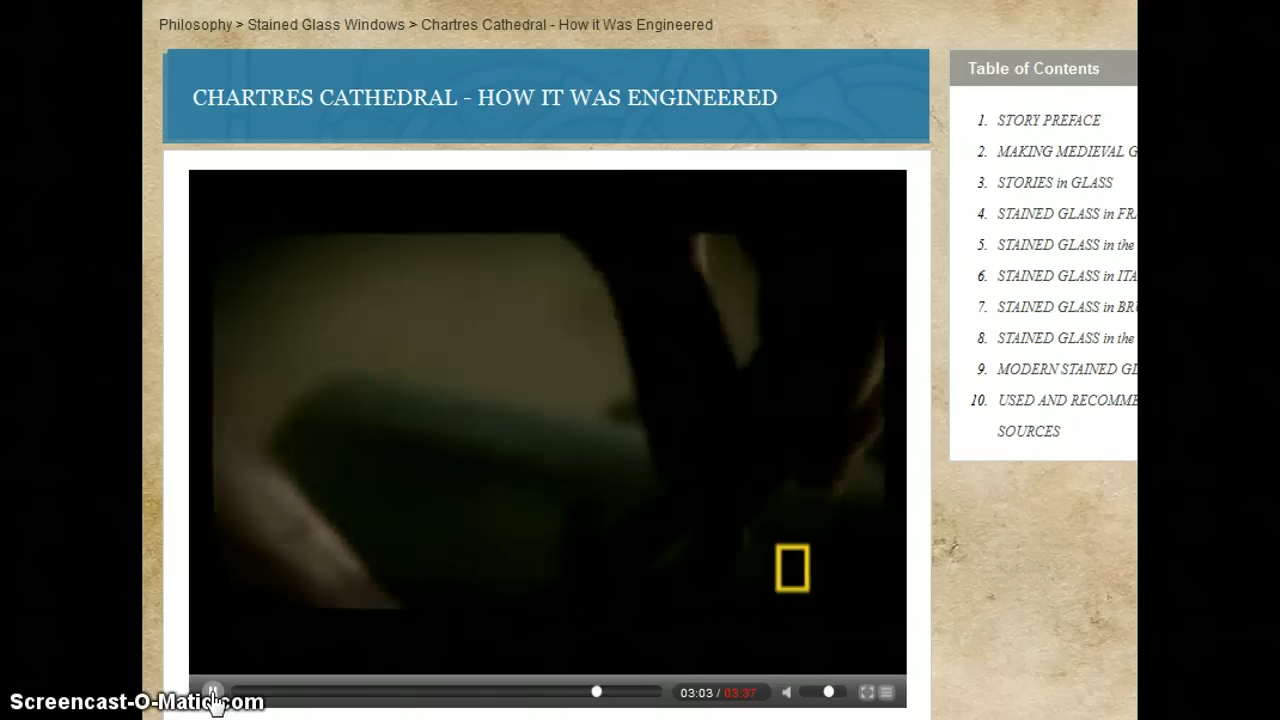 Philosophy > Stained Glass Windows > Chartres Cathedral - How it Was Engineered
CHARTRES CATHEDRAL - HOW IT WAS ENGINEERED
Table of Contents
1. STORY PREFACE
2. MAKING MEDIEVAL G
3. STORIES in GLASS
4. STAINED GLASS in FRA
5. STAINED GLASS in the
6. STAINED GLASS in ITA
7. STAINED GLASS in BRU
8. STAINED GLASS in the
9. MODERN STAINED GL
10. USED AND RECOMME
SOURCES
03:03 / 03:37
Screencast-O-Matic.com